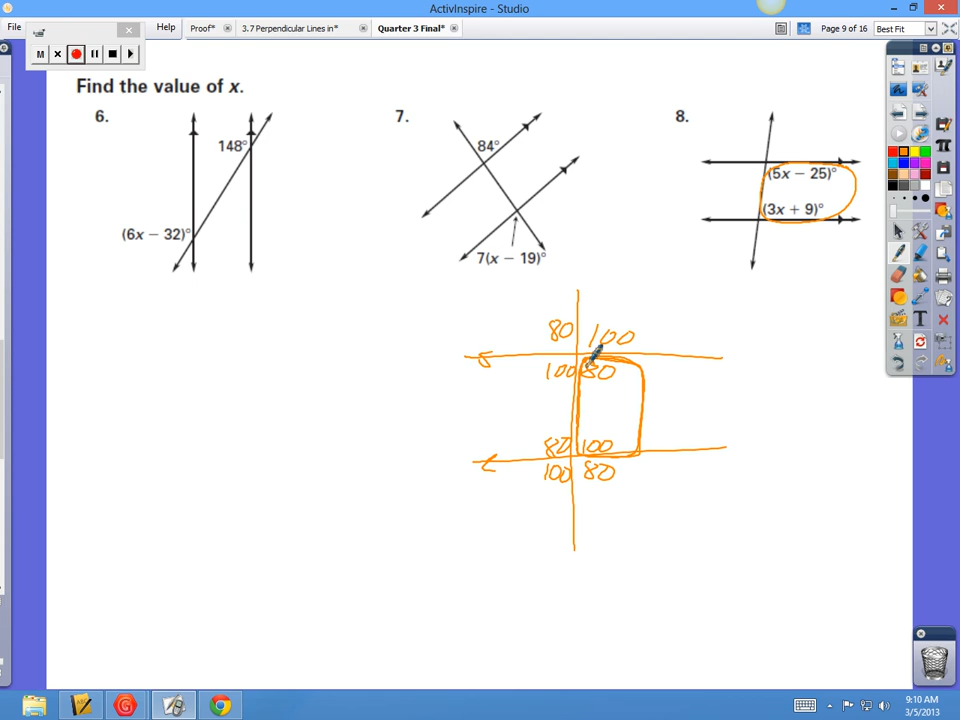 ActivInspire - Studio
File
Help
Proof*
3.7 Perpendicular Lines in*
Quarter 3 Final*
Page 9 of 16
Best Fit
M
Find the value of x.
6.
7.
8.
148°
84°
(5x − 25)°
(3x + 9)°
(6x − 32)°
7(x − 19)°
80 100
100 80
80 100
100 80
9:10 AM
3/5/2013